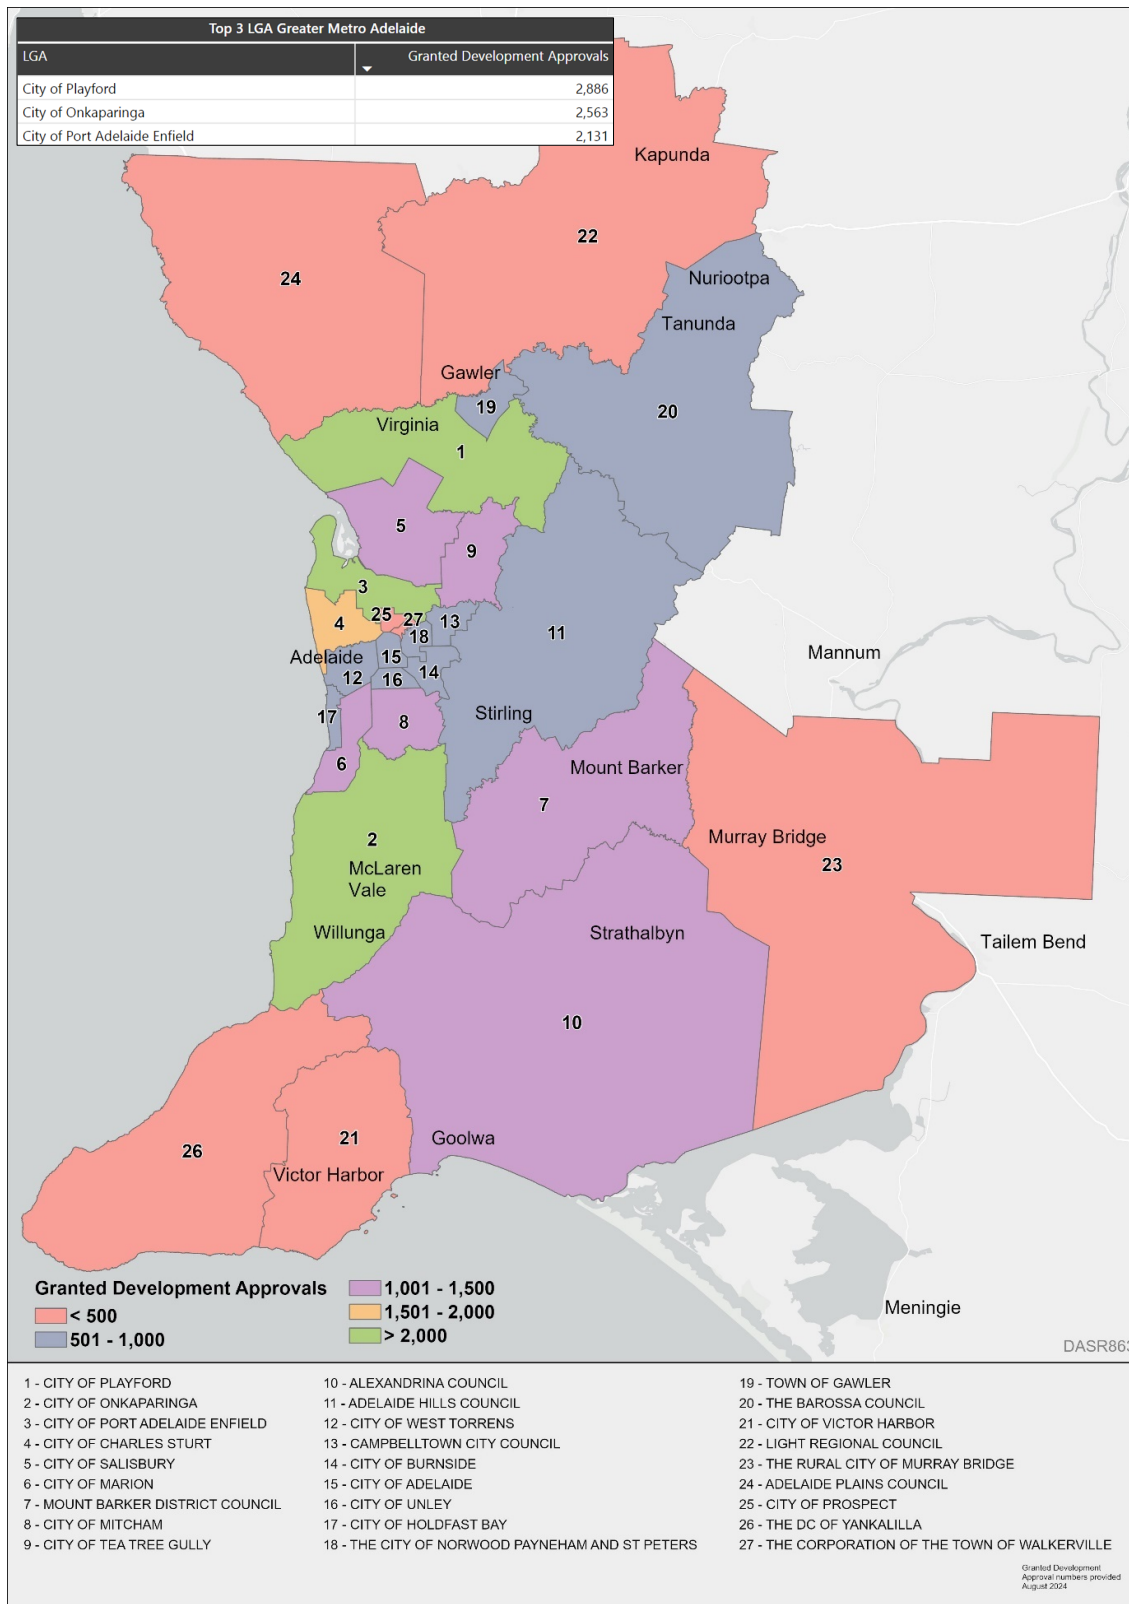 Top 3 LGA Greater Metro Adelaide
LGA Granted Development Approvals
City of Playford 2,886
City of Onkaparinga 2,563
City of Port Adelaide Enfield 2,131
Kapunda
22
24
Nuriootpa
Tanunda
Gawler
19
20
Virginia
1
5
9
3
25
27
4
13
18
11
Adelaide
15
Mannum
12
16
14
17
Stirling
8
6
Mount Barker
7
2
Murray Bridge
23
McLaren
Vale
Willunga
Strathalbyn
Tailem Bend
10
26
21
Goolwa
Victor Harbor
Granted Development Approvals
< 500
501 - 1,000
1,001 - 1,500
1,501 - 2,000
> 2,000
Meningie
DASR863
1 - CITY OF PLAYFORD
2 - CITY OF ONKAPARINGA
3 - CITY OF PORT ADELAIDE ENFIELD
4 - CITY OF CHARLES STURT
5 - CITY OF SALISBURY
6 - CITY OF MARION
7 - MOUNT BARKER DISTRICT COUNCIL
8 - CITY OF MITCHAM
9 - CITY OF TEA TREE GULLY
10 - ALEXANDRINA COUNCIL
11 - ADELAIDE HILLS COUNCIL
12 - CITY OF WEST TORRENS
13 - CAMPBELLTOWN CITY COUNCIL
14 - CITY OF BURNSIDE
15 - CITY OF ADELAIDE
16 - CITY OF UNLEY
17 - CITY OF HOLDFAST BAY
18 - THE CITY OF NORWOOD PAYNEHAM AND ST PETERS
19 - TOWN OF GAWLER
20 - THE BAROSSA COUNCIL
21 - CITY OF VICTOR HARBOR
22 - LIGHT REGIONAL COUNCIL
23 - THE RURAL CITY OF MURRAY BRIDGE
24 - ADELAIDE PLAINS COUNCIL
25 - CITY OF PROSPECT
26 - THE DC OF YANKALILLA
27 - THE CORPORATION OF THE TOWN OF WALKERVILLE
Granted Development
Approval numbers provided
August 2024